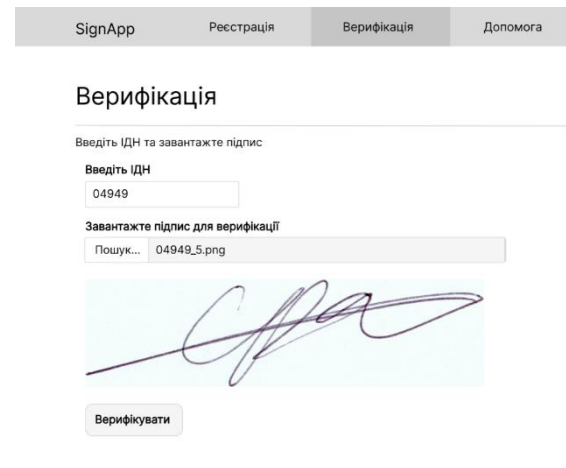 SignApp Реєстрація Верифікація Допомога
Верифікація
Введіть ІДН та завантажте підпис
Введіть ІДН
04949
Завантажте підпис для верифікації
Пошук... 04949_5.png
Верифікувати